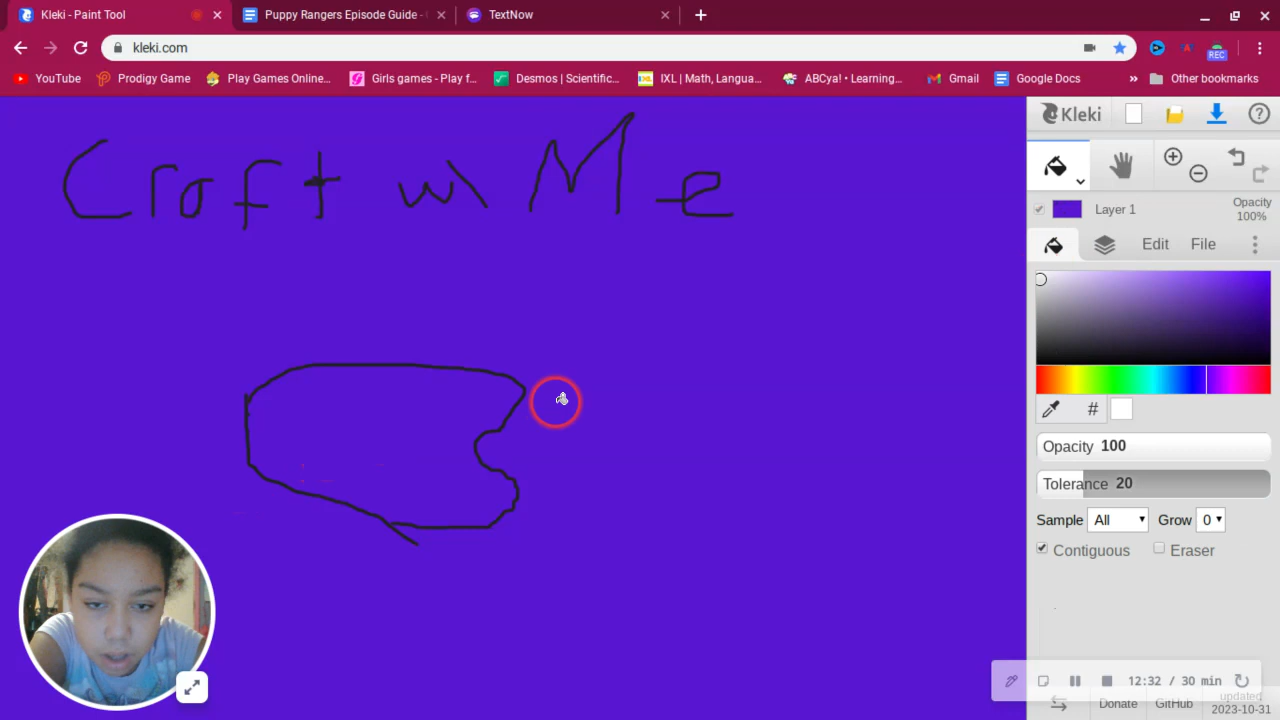 Kleki - Paint Tool
Puppy Rangers Episode Guide -
TextNow
kleki.com
REC
YouTube
Prodigy Game
Play Games Online...
Girls games - Play f...
Desmos | Scientific...
IXL | Math, Langua...
ABCya! • Learning...
Gmail
Google Docs
»
Other bookmarks
Kleki
Craft w\ Me
Layer 1
Opacity
100%
Edit
File
#
Opacity 100
Tolerance 20
Sample All
Grow 0
Contiguous
Eraser
12:32 / 30 min
Donate
GitHub
updated
2023-10-31